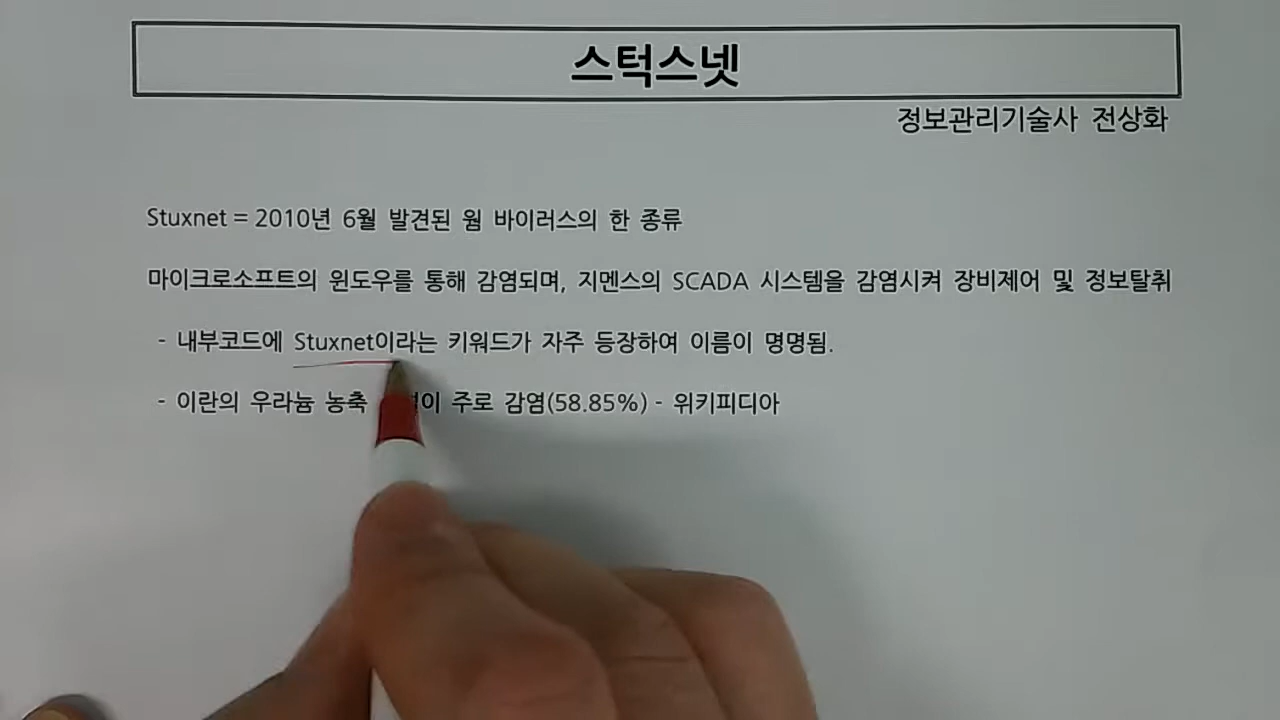 스턱스넷
정보관리기술사 전상화
Stuxnet = 2010년 6월 발견된 웜 바이러스의 한 종류
마이크로소프트의 윈도우를 통해 감염되며, 지멘스의 SCADA 시스템을 감염시켜 장비제어 및 정보탈취
- 내부코드에 Stuxnet이라는 키워드가 자주 등장하여 이름이 명명됨.
- 이란의 우라늄 농축 주로 감염(58.85%) - 위키피디아